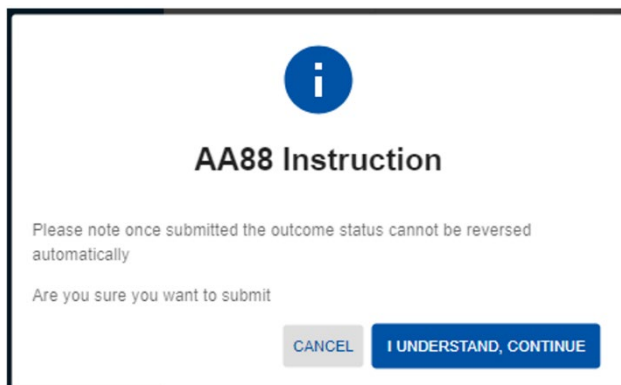 AA88 Instruction
Please note once submitted the outcome status cannot be reversed
automatically
Are you sure you want to submit
CANCEL I UNDERSTAND, CONTINUE